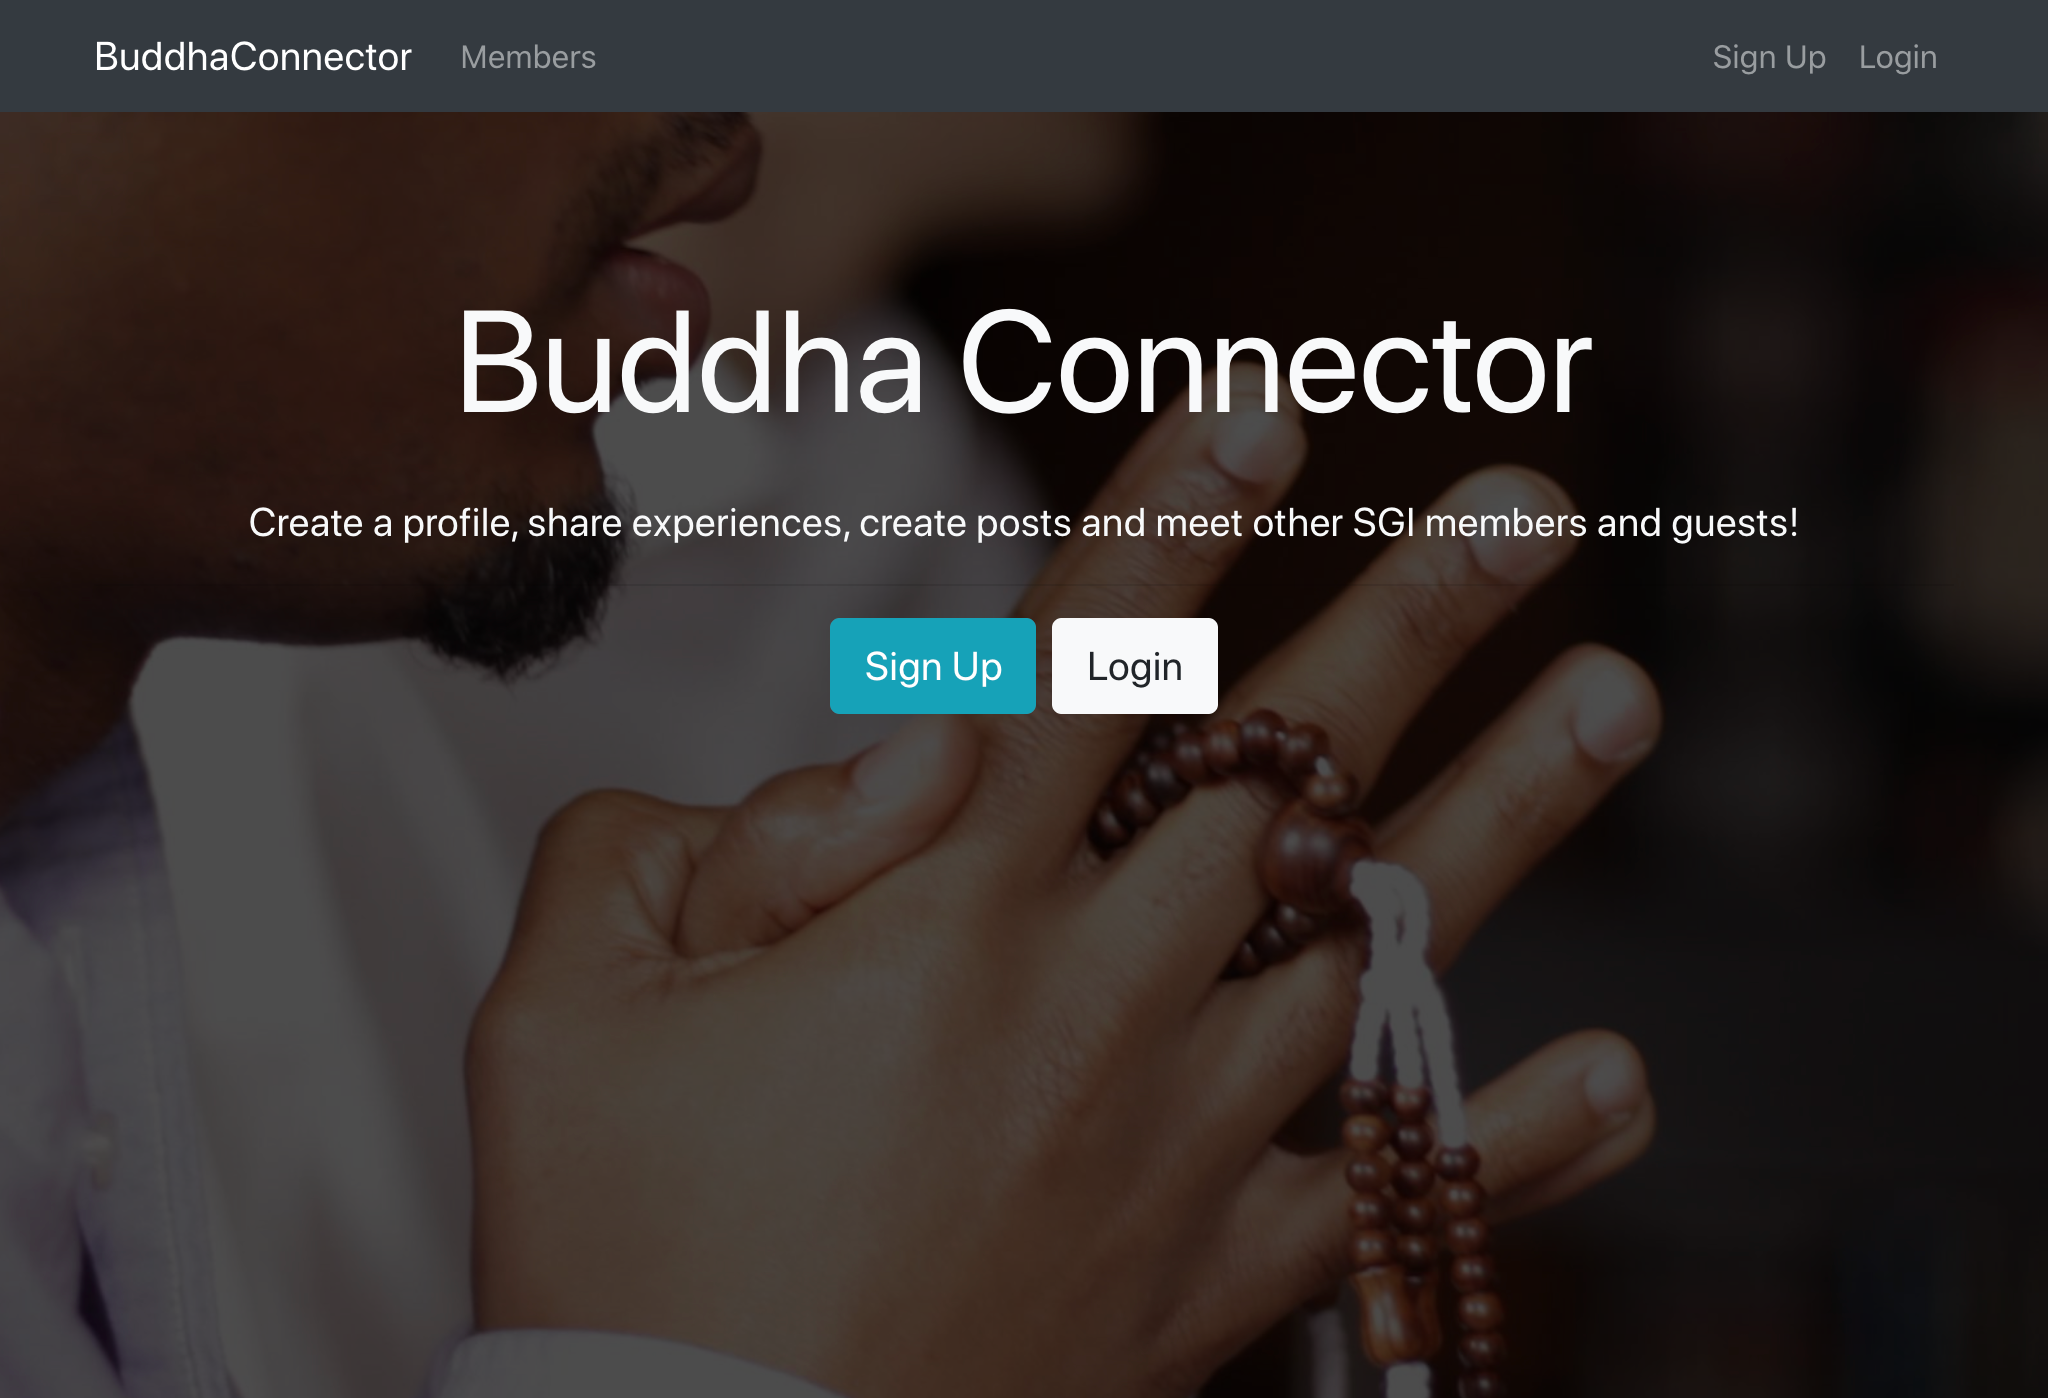 BuddhaConnector Members Sign Up Login
Buddha Connector
Create a profile, share experiences, create posts and meet other SGI members and guests!
Sign Up Login